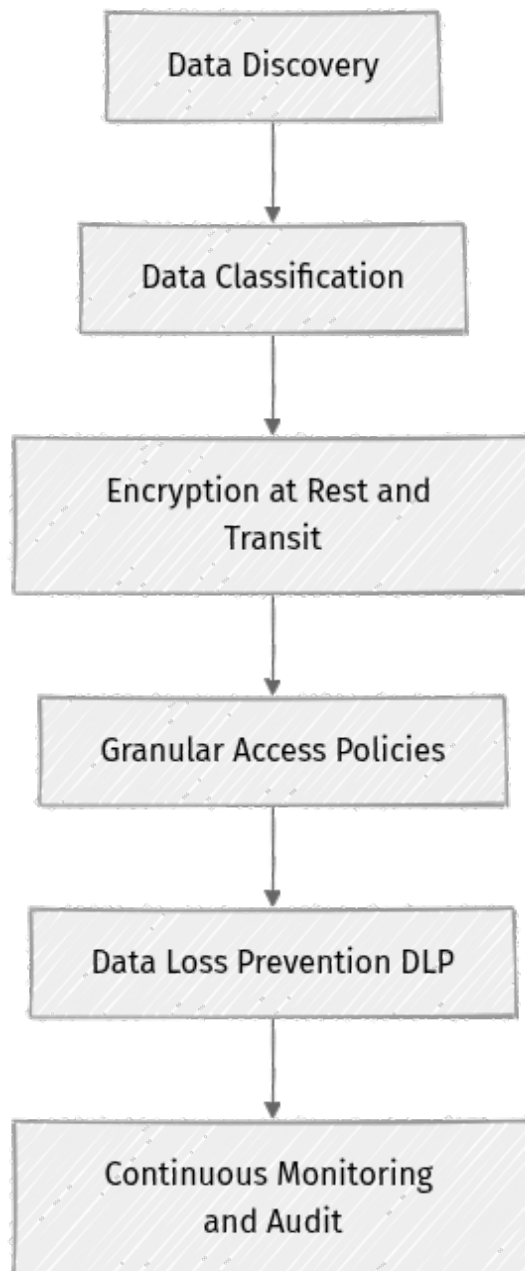 Data Discovery
Data Classification
Encryption at Rest and
Transit
Granular Access Policies
Data Loss Prevention DLP
Continuous Monitoring
and Audit